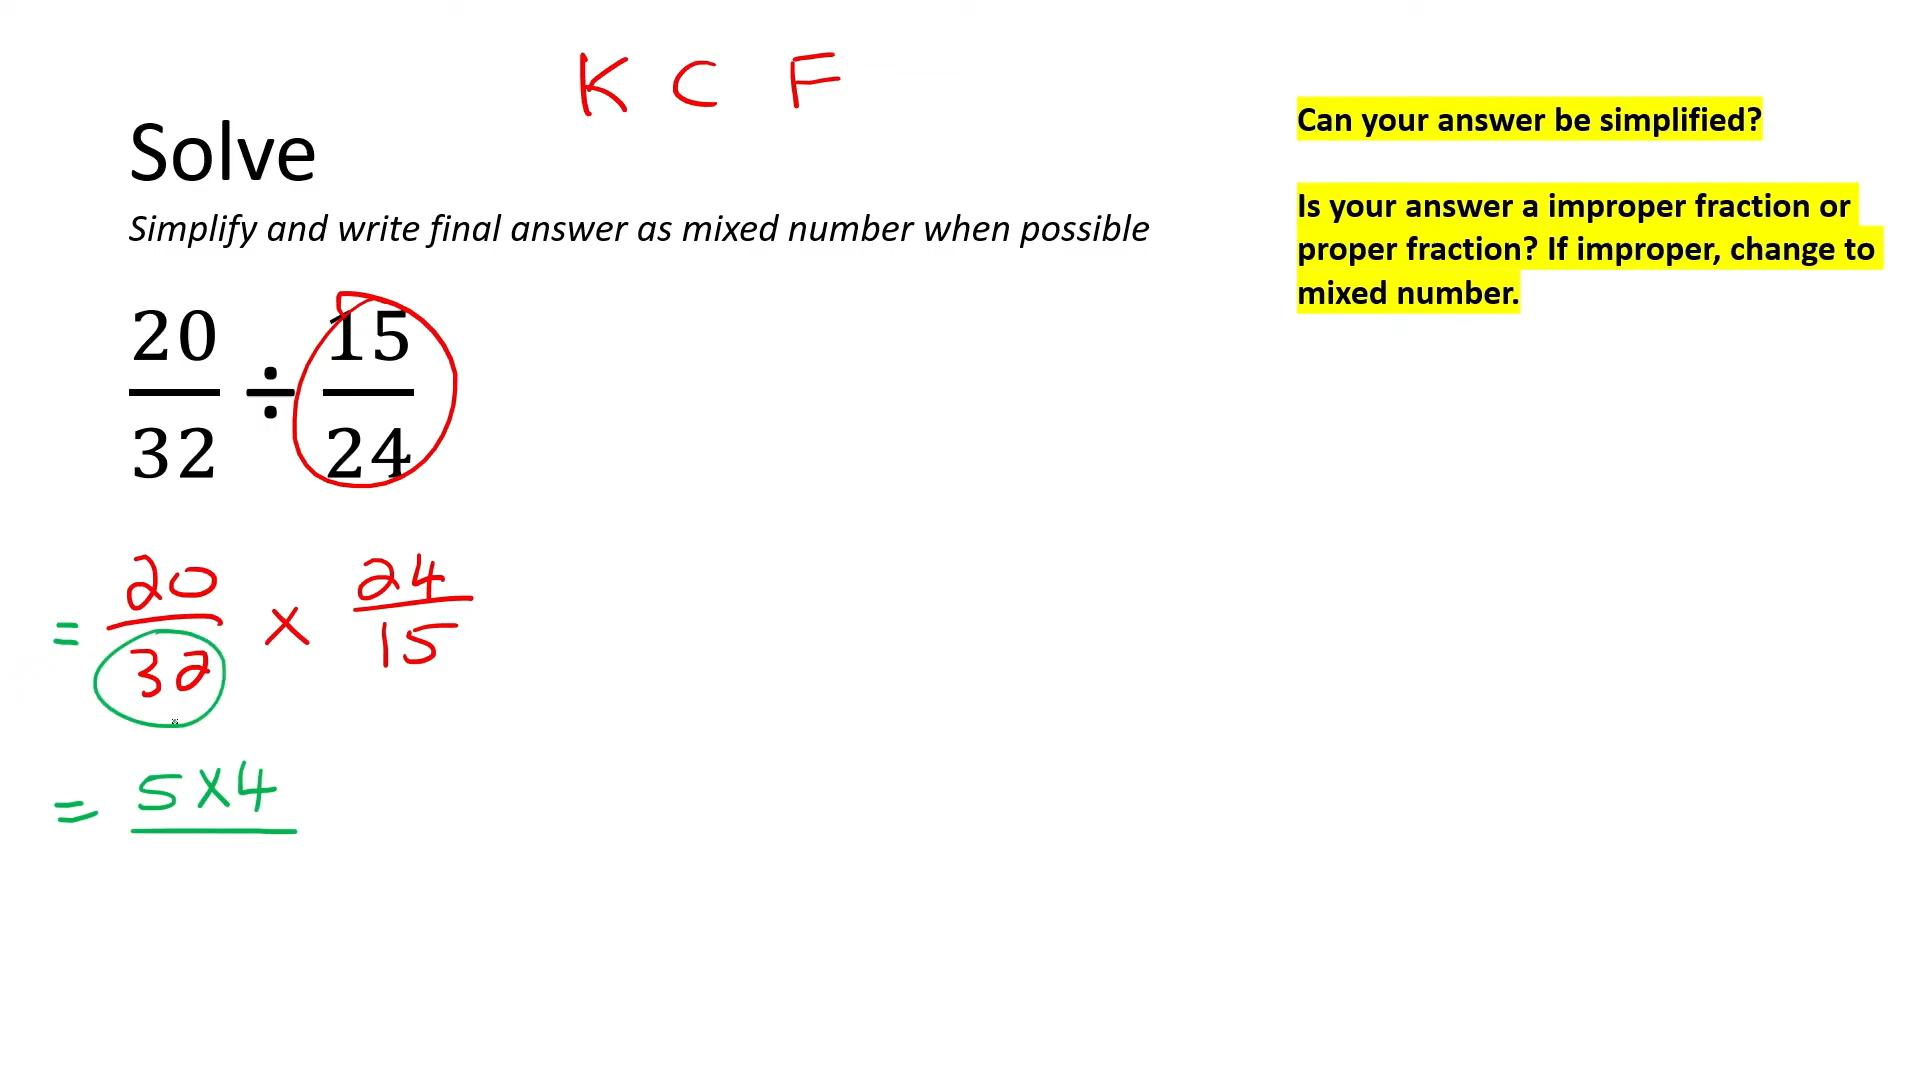 K C F
Solve
Simplify and write final answer as mixed number when possible
20/32 ÷ 15/24
= 20/32 × 24/15
= 5×4
Can your answer be simplified?
Is your answer a improper fraction or
proper fraction? If improper, change to
mixed number.